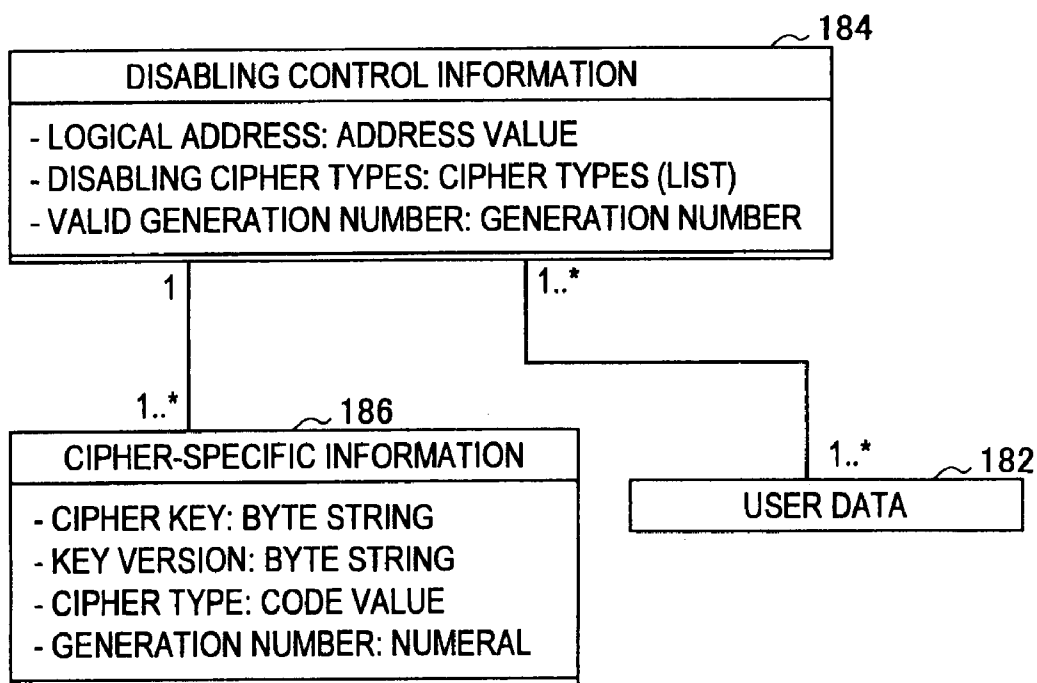 184
DISABLING CONTROL INFORMATION
- LOGICAL ADDRESS: ADDRESS VALUE
- DISABLING CIPHER TYPES: CIPHER TYPES (LIST)
- VALID GENERATION NUMBER: GENERATION NUMBER
1
1..*
1..*
186
CIPHER-SPECIFIC INFORMATION
- CIPHER KEY: BYTE STRING
- KEY VERSION: BYTE STRING
- CIPHER TYPE: CODE VALUE
- GENERATION NUMBER: NUMERAL
1..*
182
USER DATA